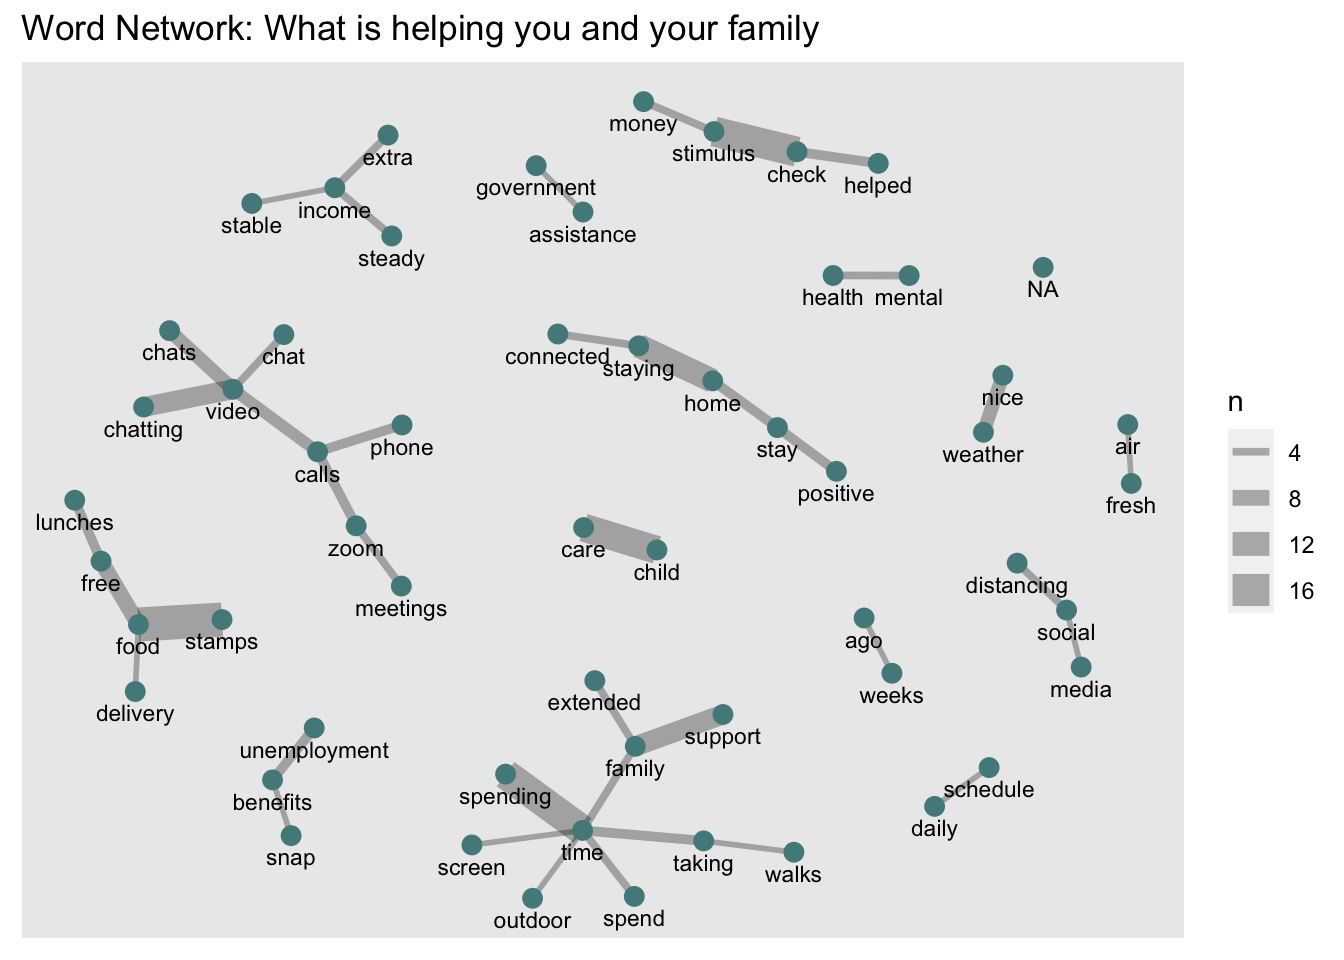 Word Network: What is helping you and your family
money
stimulus
check
helped
extra
income
stable
steady
government
assistance
health
mental
NA
chats
chat
video
chatting
phone
calls
zoom
meetings
connected
staying
home
stay
positive
nice
weather
air
fresh
n
4
8
12
16
lunches
free
food
stamps
delivery
care
child
distancing
social
media
ago
weeks
unemployment
benefits
snap
extended
support
family
spending
time
screen
taking
walks
outdoor
spend
schedule
daily